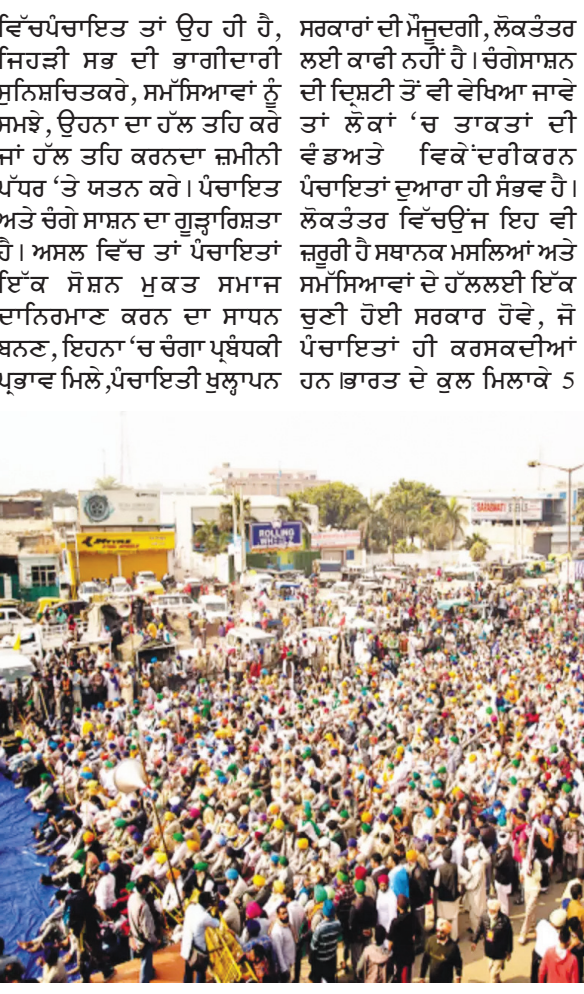 ਵਿੱਚਪੰਚਾਇਤ ਤਾਂ ਉਹ ਹੀ ਹੈ,
ਜਿਹੜੀ ਸਭ ਦੀ ਭਾਗੀਦਾਰੀ
ਸੁਨਿਸ਼ਚਿਤਕਰੇ, ਸਮੱਸਿਆਵਾਂ ਨੂੰ
ਸਮਝੇ, ਉਹਨਾ ਦਾ ਹੱਲ ਤਹਿ ਕਰੇ
ਜਾਂ ਹੱਲ ਤਹਿ ਕਰਨਦਾ ਜ਼ਮੀਨੀ
ਪੱਧਰ ‘ਤੇ ਯਤਨ ਕਰੇ। ਪੰਚਾਇਤ
ਅਤੇ ਚੰਗੇ ਸਾਸ਼ਨ ਦਾ ਗੂੜ੍ਹਾਰਿਸ਼ਤਾ
ਹੈ। ਅਸਲ ਵਿੱਚ ਤਾਂ ਪੰਚਾਇਤਾਂ
ਇੱਕ ਸੋਸ਼ਨ ਮੁਕਤ ਸਮਾਜ
ਦਾਨਿਰਮਾਣ ਕਰਨ ਦਾ ਸਾਧਨ
ਬਨਣ, ਇਹਨਾ ‘ਚ ਚੰਗਾ ਪ੍ਰਬੰਧਕੀ
ਪ੍ਰਭਾਵ ਮਿਲੇ,ਪੰਚਾਇਤੀ ਖੁਲ੍ਹਾਪਨ
ਸਰਕਾਰਾਂ ਦੀ ਮੌਜੂਦਗੀ, ਲੋਕਤੰਤਰ
ਲਈ ਕਾਫੀ ਨਹੀਂ ਹੈ। ਚੰਗੇਸਾਸ਼ਨ
ਦੀ ਦ੍ਰਿਸ਼ਟੀ ਤੋਂ ਵੀ ਵੇਖਿਆ ਜਾਵੇ
ਤਾਂ ਲੋਕਾਂ ‘ਚ ਤਾਕਤਾਂ ਦੀ
ਵੰਡਅਤੇ ਵਿਕੇਂਦਰੀਕਰਨ
ਪੰਚਾਇਤਾਂ ਦੁਆਰਾ ਹੀ ਸੰਭਵ ਹੈ।
ਲੋਕਤੰਤਰ ਵਿੱਚਉਂਜ ਇਹ ਵੀ
ਜ਼ਰੂਰੀ ਹੈ ਸਥਾਨਕ ਮਸਲਿਆਂ ਅਤੇ
ਸਮੱਸਿਆਵਾਂ ਦੇ ਹੱਲਲਈ ਇੱਕ
ਚੁਣੀ ਹੋਈ ਸਰਕਾਰ ਹੋਵੇ, ਜੋ
ਪੰਚਾਇਤਾਂ ਹੀ ਕਰਸਕਦੀਆਂ
ਹਨ।ਭਾਰਤ ਦੇ ਕੁਲ ਮਿਲਾਕੇ 5
ROLLING